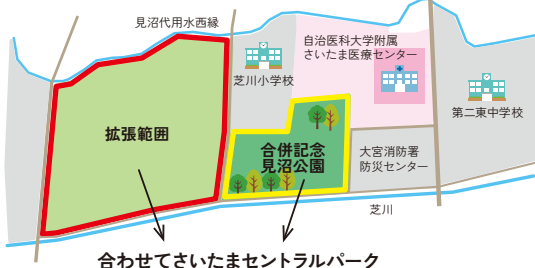 見沼代用水西縁
自治医科大学附属
さいたま医療センター
芝川小学校
第二東中学校
拡張範囲
合併記念
見沼公園
大宮消防署
防災センター
芝川
合わせてさいたまセントラルパーク